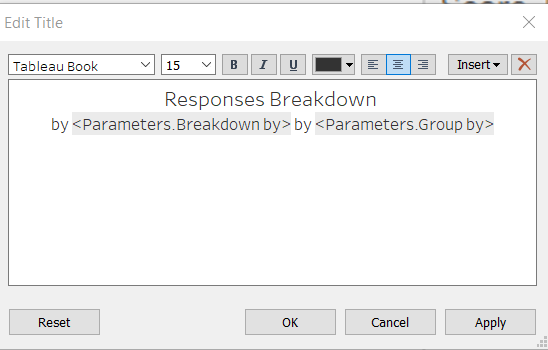 Edit Title
Tableau Book 15 B I U Insert
Responses Breakdown
by <Parameters.Breakdown by> by <Parameters.Group by>
Reset OK Cancel Apply